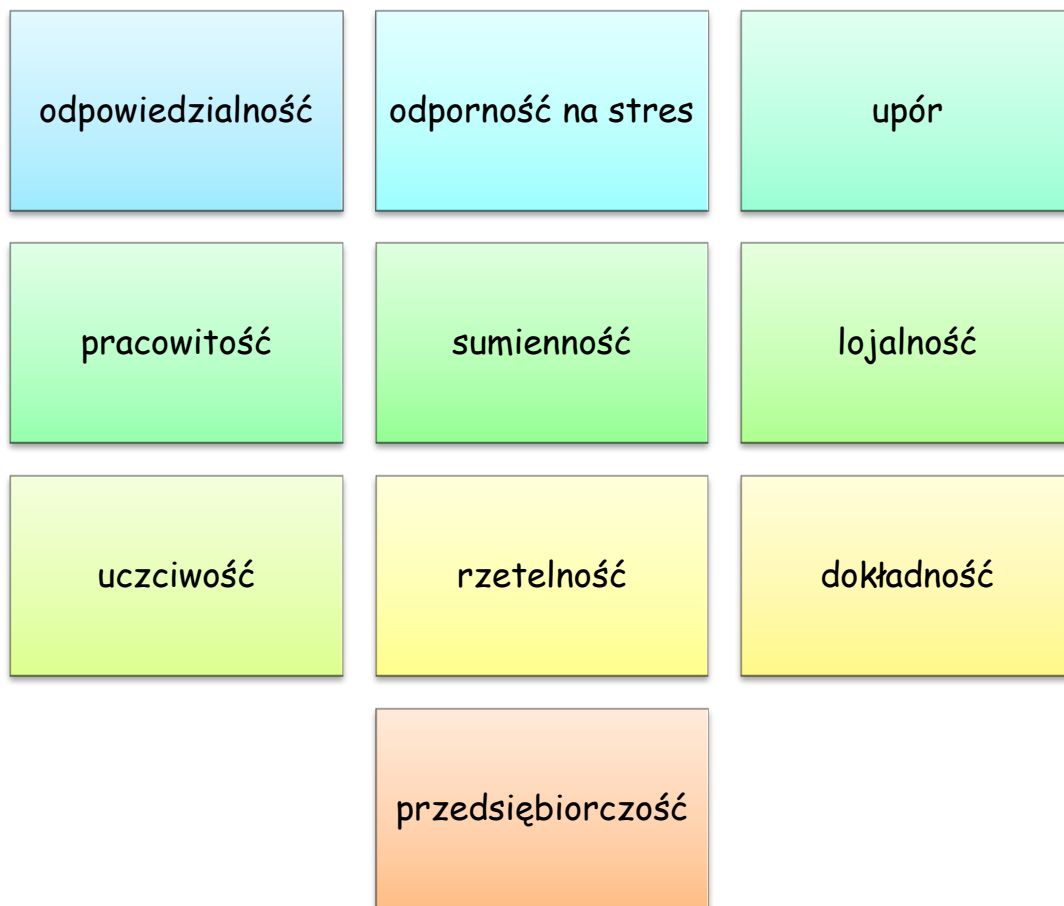 odpowiedzialność
odporność na stres
upór
pracowitość
sumienność
lojalność
uczciwość
rzetelność
dokładność
przedsiębiorczość